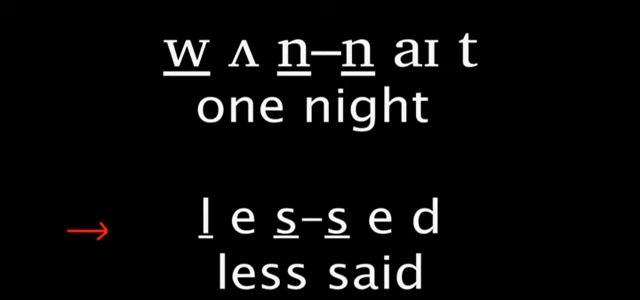 w ʌ n–n aɪ t
one night
l e s–s e d
less said